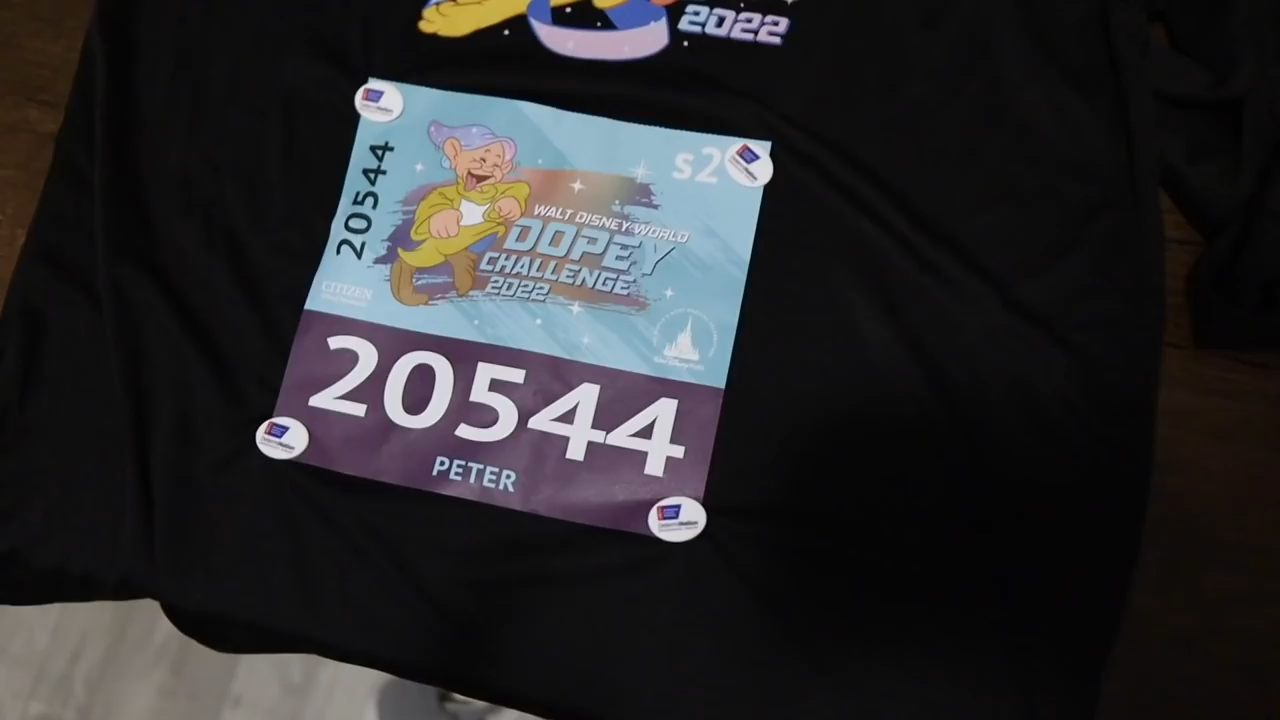 2022
20544
s2
WALT DISNEY WORLD
DOPEY
CHALLENGE
2022
CITIZEN
20544
PETER